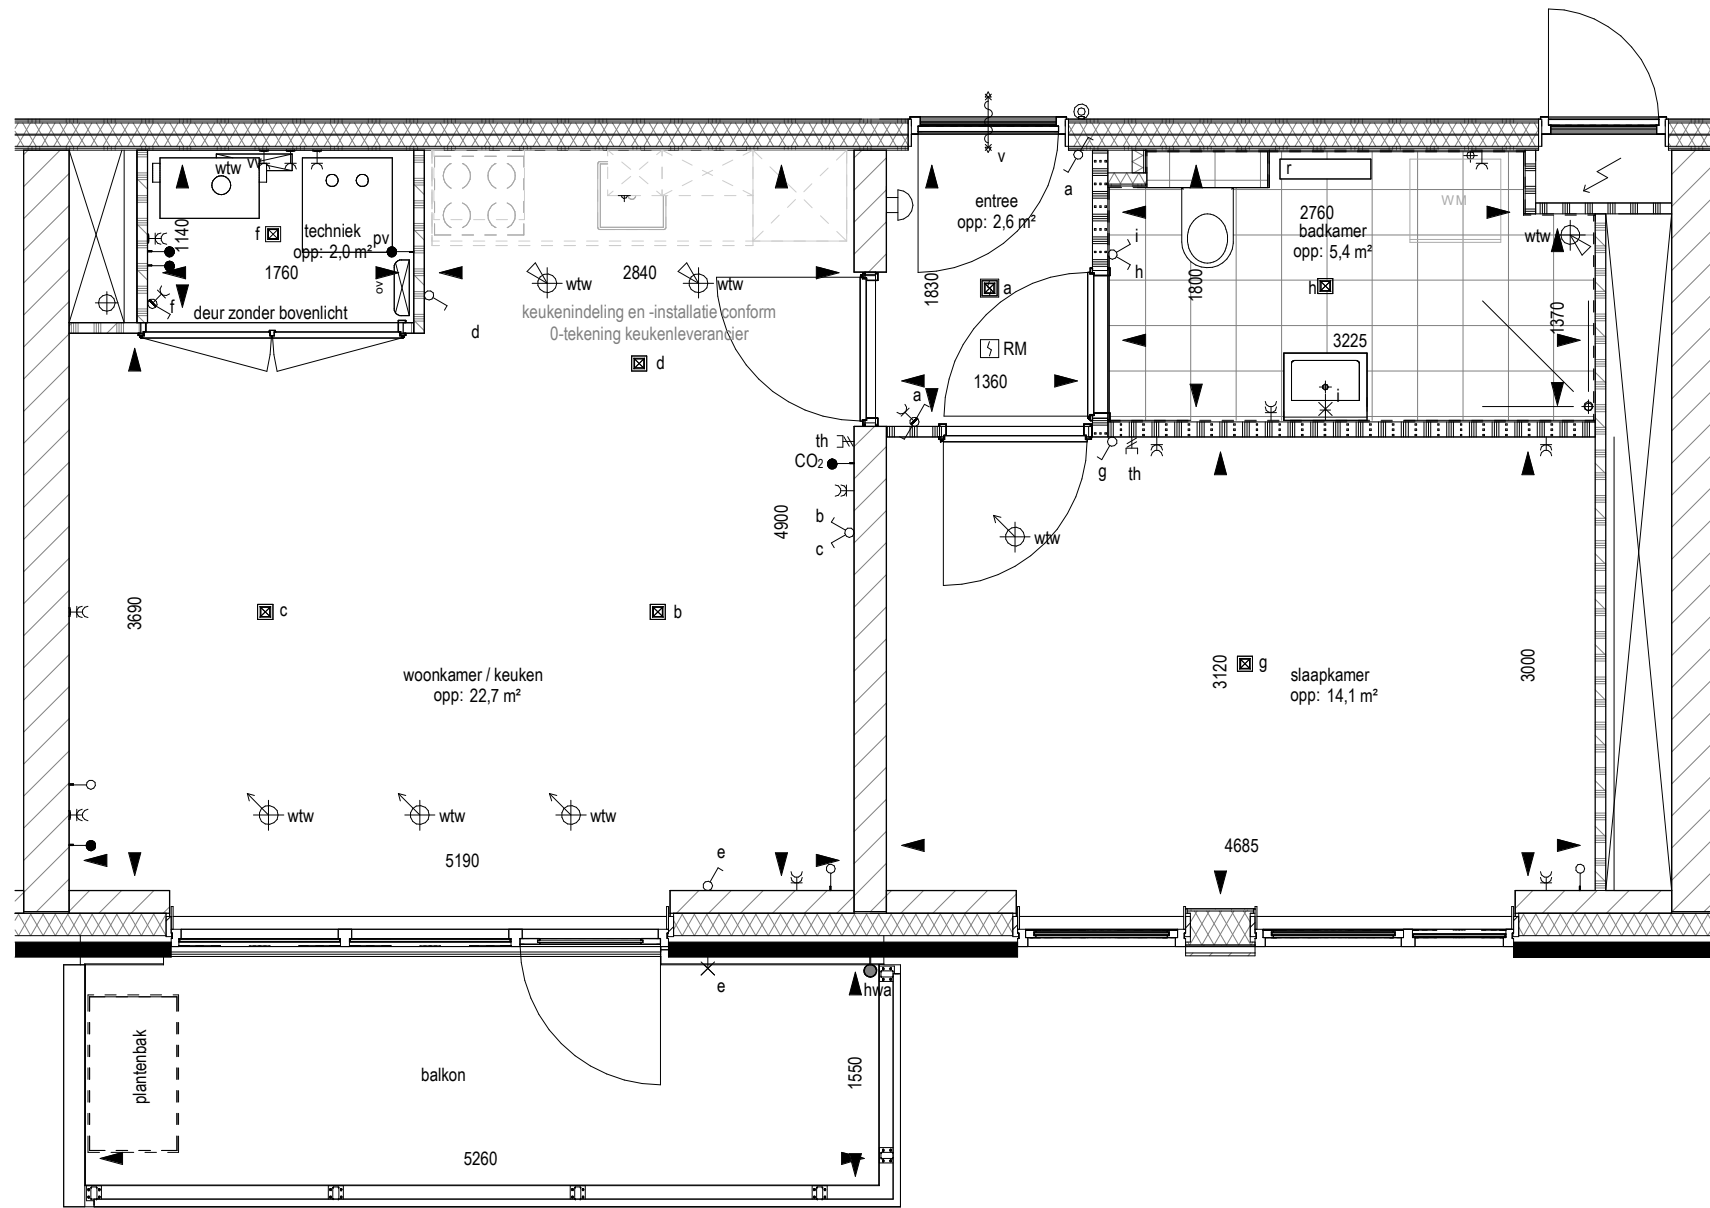 wtw
f
1140
techniek
opp: 2,0 m²
pv
1760
ov
f
deur zonder bovenlicht
2840
wtw
wtw
keukenindeling en -installatie conform
0-tekening keukenleverancier
d
d
v
a
entree
opp: 2,6 m²
1830
a
RM
1360
a
r
WM
2760
badkamer
opp: 5,4 m²
wtw
i
h
1800
h
1370
3225
i
th
CO₂
g
th
b
c
4900
wtw
3690
c
b
woonkamer / keuken
opp: 22,7 m²
3120
g
slaapkamer
opp: 14,1 m²
3000
wtw
wtw
wtw
5190
e
4685
e
hwa
plantenbak
balkon
1550
5260